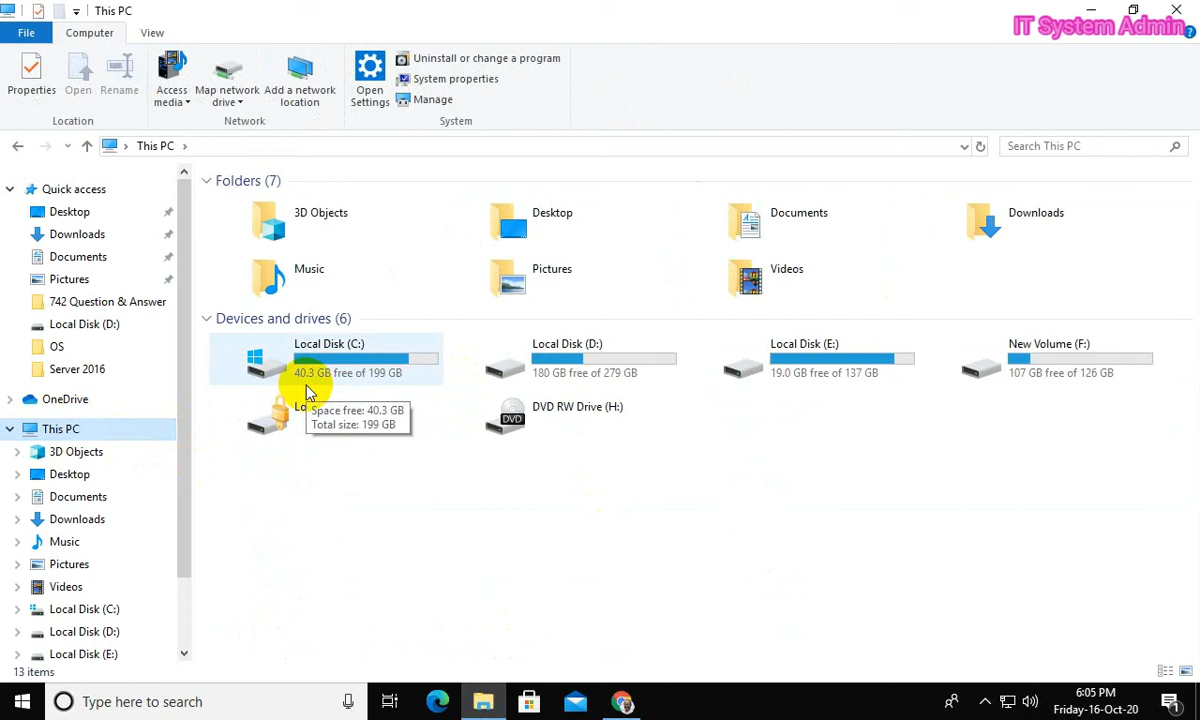 This PC
IT System Admin
File
Computer
View
Properties
Open
Rename
Access media
Map network drive
Add a network location
Open Settings
Uninstall or change a program
System properties
Manage
Location
Network
System
This PC
Search This PC
Quick access
Desktop
Downloads
Documents
Pictures
742 Question & Answer
Local Disk (D:)
OS
Server 2016
OneDrive
This PC
3D Objects
Desktop
Documents
Downloads
Music
Pictures
Videos
Local Disk (C:)
Local Disk (D:)
Local Disk (E:)
Folders (7)
3D Objects
Desktop
Documents
Downloads
Music
Pictures
Videos
Devices and drives (6)
Local Disk (C:)
40.3 GB free of 199 GB
Local Disk (D:)
180 GB free of 279 GB
Local Disk (E:)
19.0 GB free of 137 GB
New Volume (F:)
107 GB free of 126 GB
Space free: 40.3 GB
Total size: 199 GB
DVD RW Drive (H:)
DVD
13 items
Type here to search
6:05 PM
Friday-16-Oct-20
1